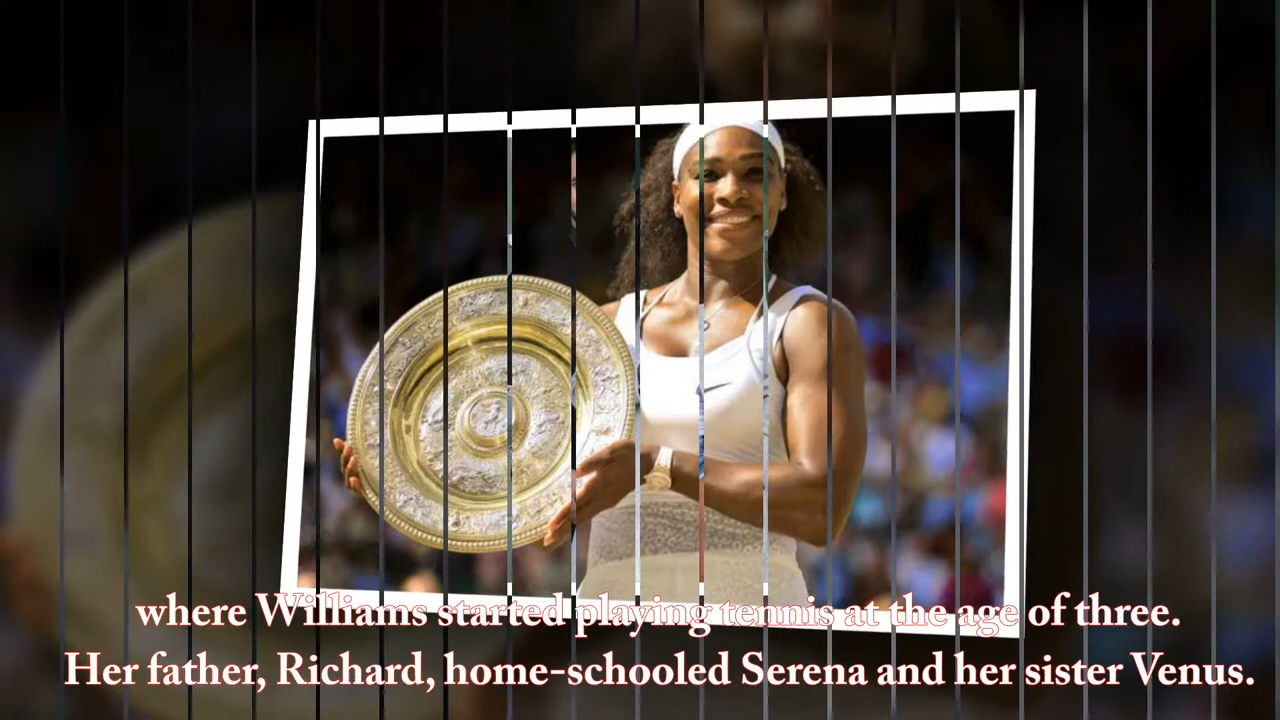 where Williams started playing tennis at the age of three.
Her father, Richard, home-schooled Serena and her sister Venus.